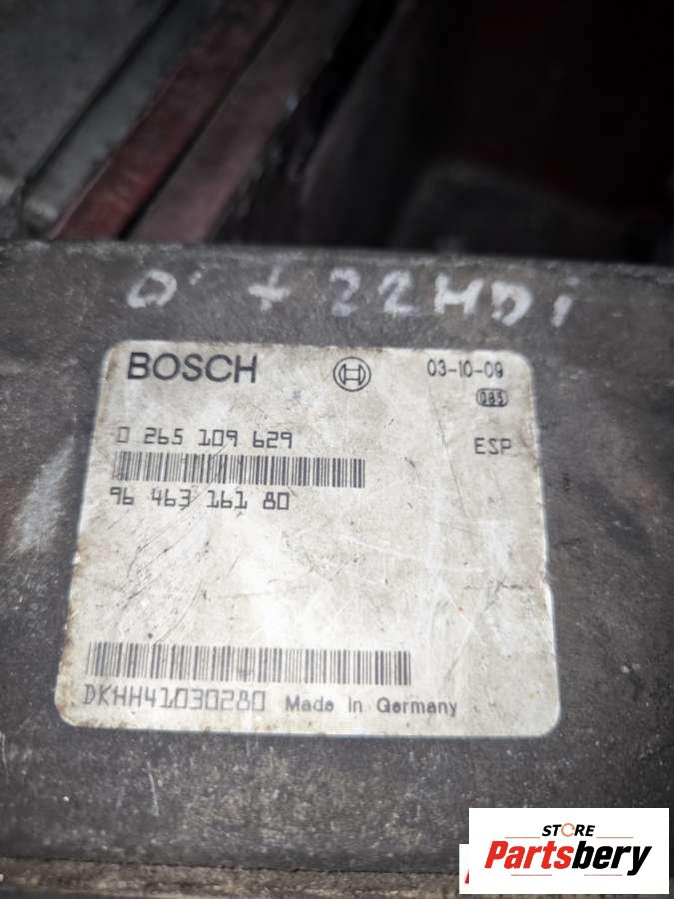 22HDi
BOSCH
03-10-09
085
0 265 109 629
ESP
96 463 161 80
DKHH41030280 Made in Germany
STORE
Partsbery